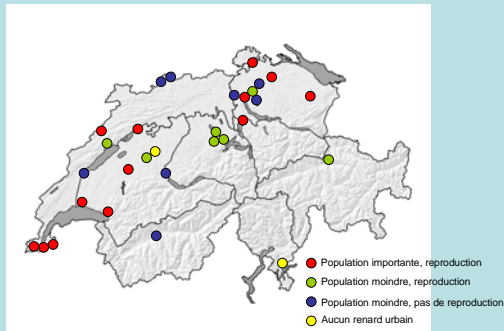 Population importante, reproduction
Population moindre, reproduction
Population moindre, pas de reproduction
Aucun renard urbain